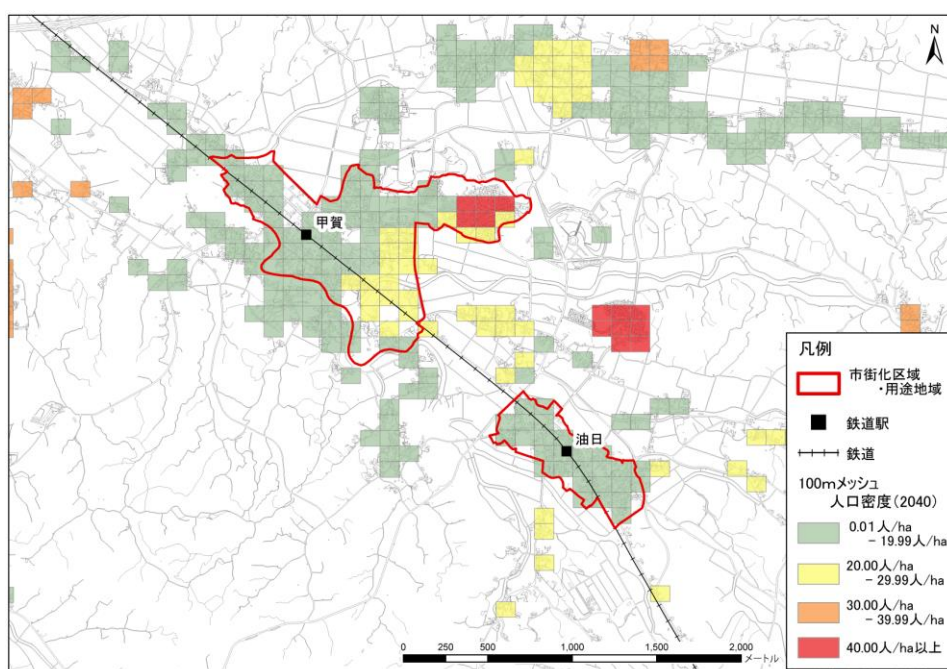 N
甲賀
油日
凡例
市街化区域
・用途地域
鉄道駅
鉄道
100mメッシュ
人口密度(2040)
0.01人/ha
- 19.99人/ha
20.00人/ha
- 29.99人/ha
30.00人/ha
- 39.99人/ha
40.00人/ha以上
0 250 500 1,000 1,500 2,000
メートル